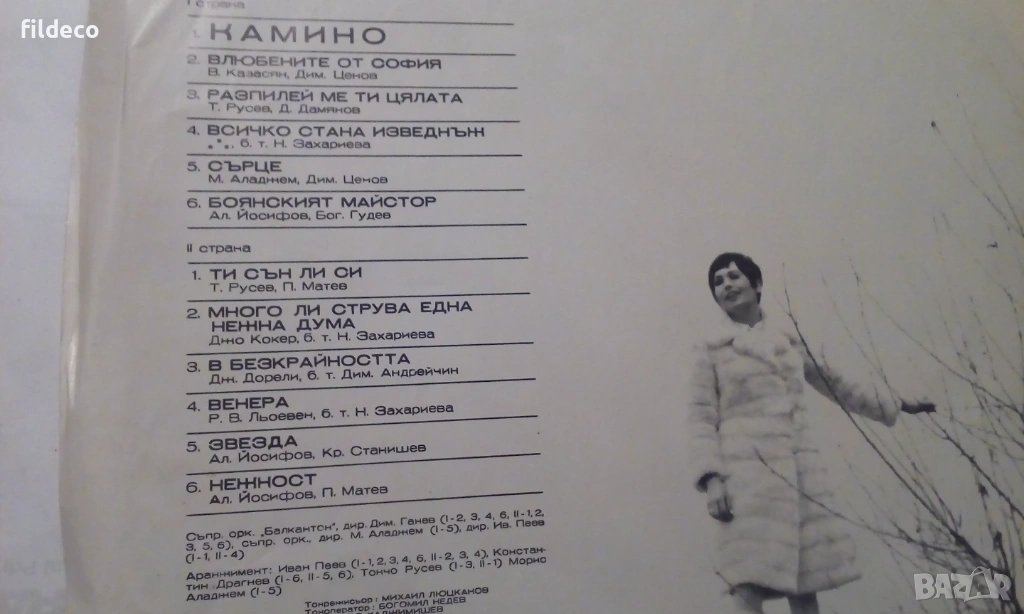 fildeco
I страна
1. КАМИНО
2. ВЛЮБЕНИТЕ ОТ СОФИЯ
В. Казасян, Дим. Ценов
3. РАЗПИЛЕЙ МЕ ТИ ЦЯЛАТА
Т. Русев, Д. Дамянов
4. ВСИЧКО СТАНА ИЗВЕДНЪЖ
„*„, б. т. Н. Захариева
5. СЪРЦЕ
М. Аладжем, Дим. Ценов
6. БОЯНСКИЯТ МАЙСТОР
Ал. Йосифов, Бог. Гудев
II страна
1. ТИ СЪН ЛИ СИ
Т. Русев, П. Матев
2. МНОГО ЛИ СТРУВА ЕДНА
НЕЖНА ДУМА
Джо Кокер, б. т. Н. Захариева
3. В БЕЗКРАЙНОСТТА
Дж. Дорели, б. т. Дим. Андрейчин
4. ВЕНЕРА
Р. В. Льоевен, б. т. Н. Захариева
5. ЗВЕЗДА
Ал. Йосифов, Кр. Станишев
6. НЕЖНОСТ
Ал. Йосифов, П. Матев
Съпр. орк. „Балкантон", дир. Дим. Ганев (I-2, 3, 4, 6, II-1, 2,
3, 5, 6), съпр. орк., дир. М. Аладжем (I-5), дир. Ив. Пеев
(I-1, II-4)
Аранжимент: Иван Пеев (I-1, 2, 3, 4, 6, II-2, 3, 4), Констан-
тин Драгнев (I-6, II-5, 6), Тончо Русев (I-3, II-1) Морис
Аладжем (I-5)
Тонрежисьор: МИХАИЛ ЛЮЦКАНОВ
Тоноператор: БОГОМИЛ НЕДЕВ
BAZAR